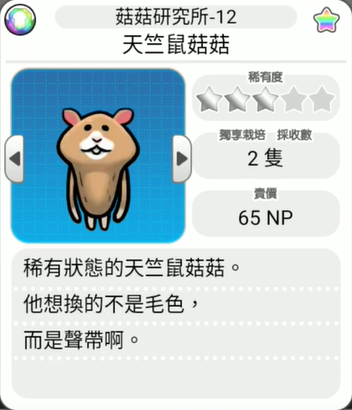 菇菇研究所-12
天竺鼠菇菇
稀有度
獨享栽培 採收數
2 隻
賣價
65 NP
稀有狀態的天竺鼠菇菇。
他想換的不是毛色，
而是聲帶啊。